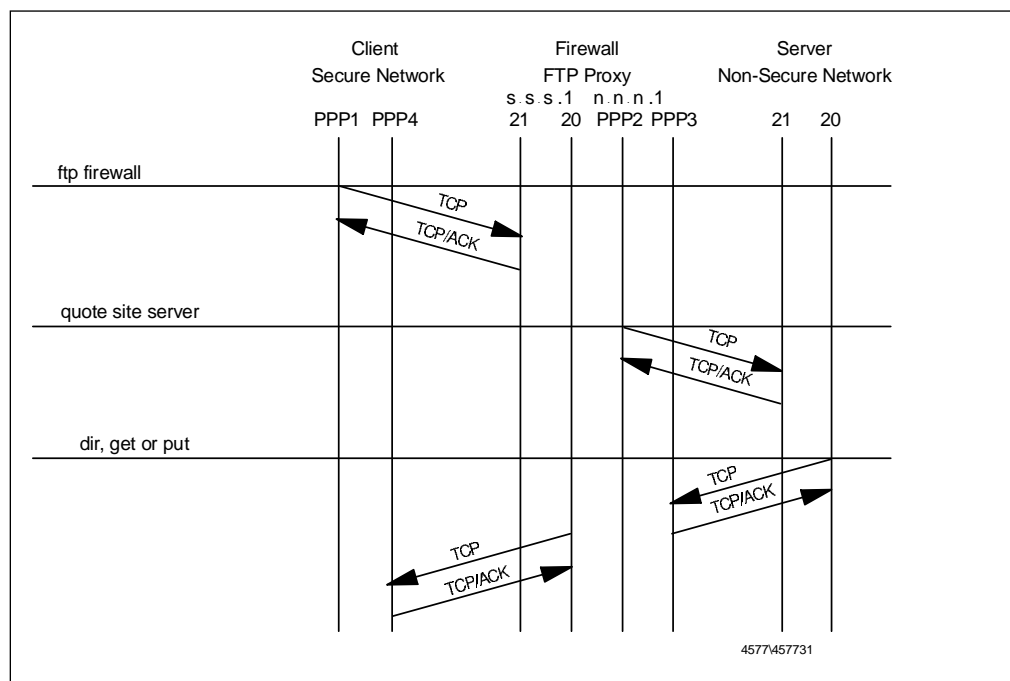 Client Firewall Server
Secure Network FTP Proxy Non-Secure Network
s.s.s.1 n.n.n.1
PPP1 PPP4 21 20 PPP2 PPP3 21 20
ftp firewall
TCP
TCP/ACK
quote site server
TCP
TCP/ACK
dir, get or put
TCP
TCP/ACK
TCP
TCP/ACK
4577\457731